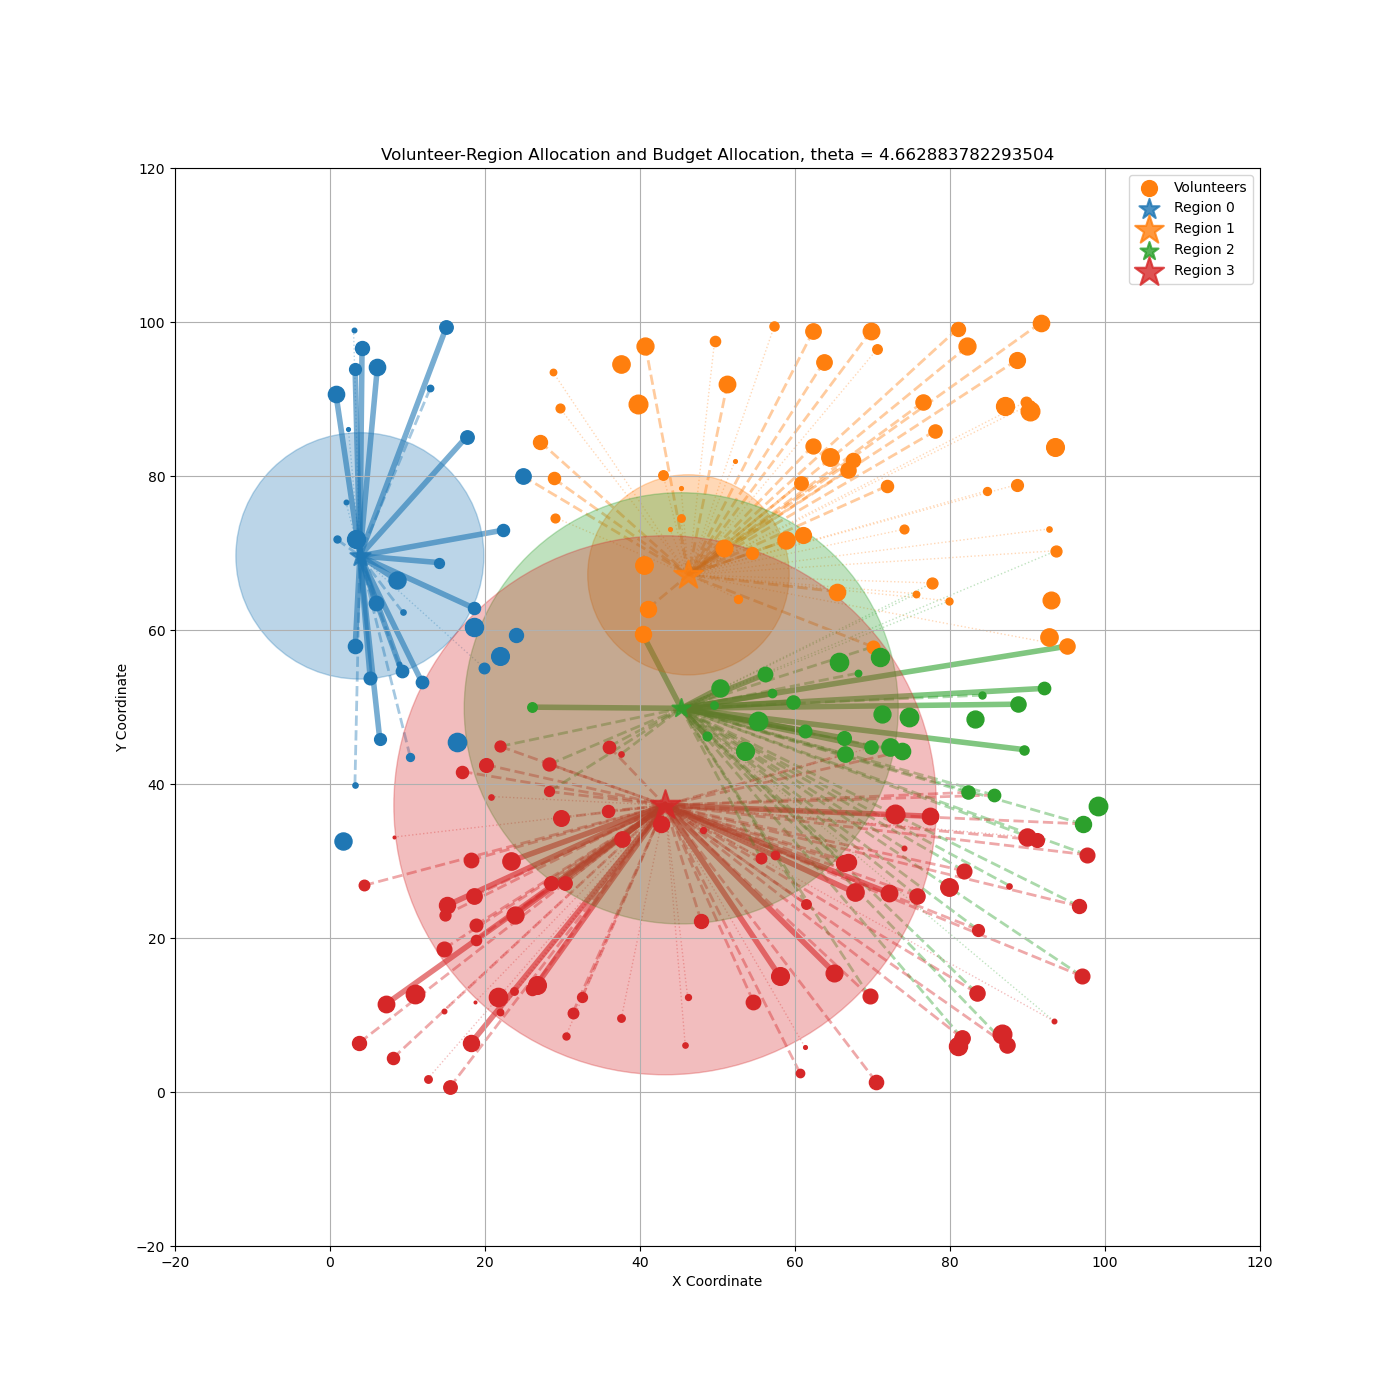 Volunteer-Region Allocation and Budget Allocation, theta = 4.662883782293504
Volunteers
Region 0
Region 1
Region 2
Region 3
Y Coordinate
120
100
80
60
40
20
0
−20
−20
0
20
40
60
80
100
120
X Coordinate